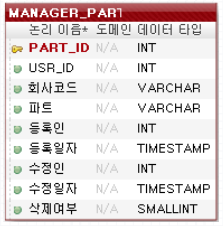 MANAGER_PART
논리 이름* 도메인 데이터 타입
PART_ID N/A INT
USR_ID N/A INT
회사코드 N/A VARCHAR
파트 N/A VARCHAR
등록인 N/A INT
등록일자 N/A TIMESTAMP
수정인 N/A INT
수정일자 N/A TIMESTAMP
삭제여부 N/A SMALLINT